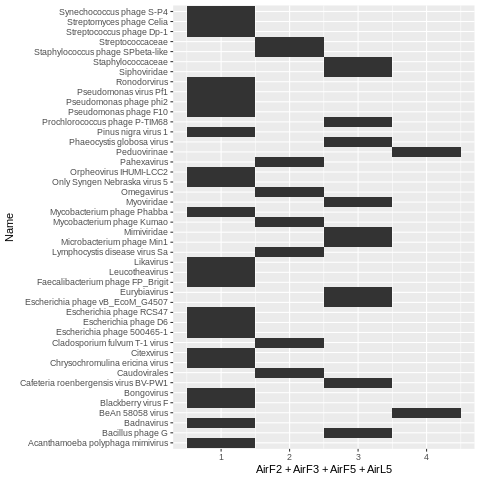 Synechococcus phage S-P4
Streptomyces phage Celia
Streptococcus phage Dp-1
Streptococcaceae
Staphylococcus phage SPbeta-like
Staphylococcaceae
Siphoviridae
Ronodorvirus
Pseudomonas virus Pf1
Pseudomonas phage phi2
Pseudomonas phage F10
Prochlorococcus phage P-TIM68
Pinus nigra virus 1
Phaeocystis globosa virus
Peduovirinae
Pahexavirus
Orpheovirus IHUMI-LCC2
Only Syngen Nebraska virus 5
Omegavirus
Myoviridae
Mycobacterium phage Phabba
Mycobacterium phage Kumao
Mimiviridae
Microbacterium phage Min1
Lymphocystis disease virus Sa
Likavirus
Leucotheavirus
Faecalibacterium phage FP_Brigit
Eurybiavirus
Escherichia phage vB_EcoM_G4507
Escherichia phage RCS47
Escherichia phage D6
Escherichia phage 500465-1
Cladosporium fulvum T-1 virus
Citexvirus
Chrysochromulina ericina virus
Caudovirales
Cafeteria roenbergensis virus BV-PW1
Bongovirus
Blackberry virus F
BeAn 58058 virus
Badnavirus
Bacillus phage G
Acanthamoeba polyphaga mimivirus
Name
1 2 3 4
AirF2 + AirF3 + AirF5 + AirL5